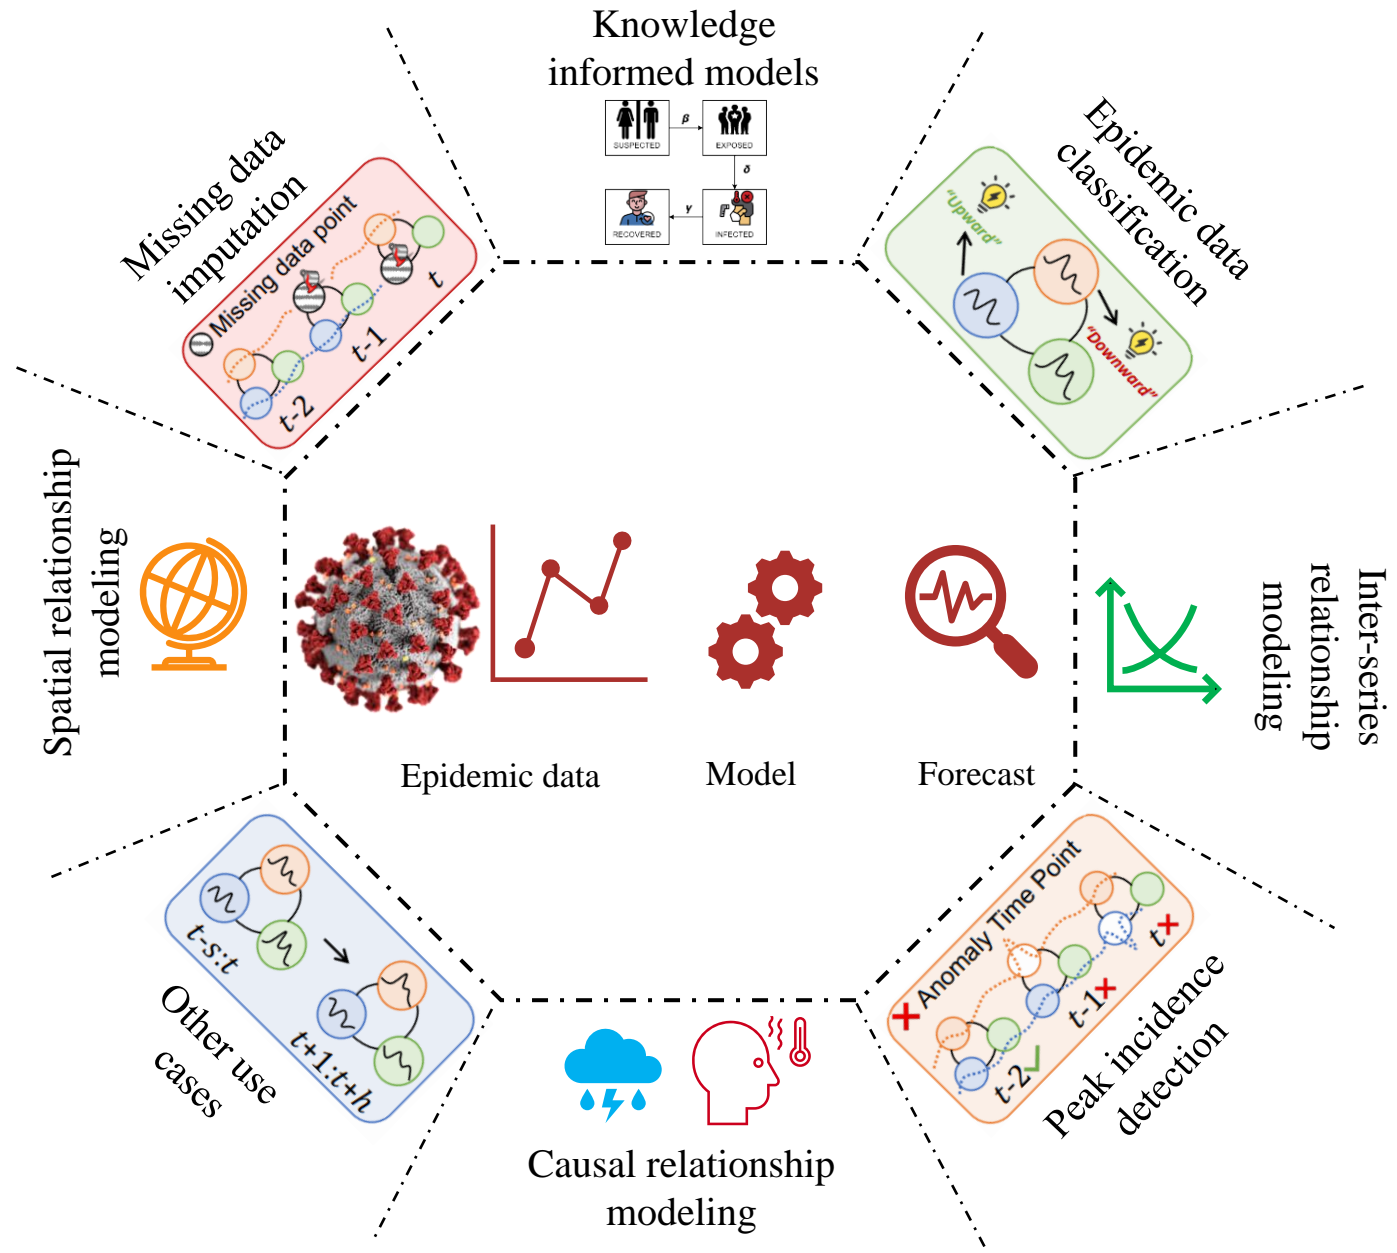 Knowledge
informed models
SUSPECTED
β
EXPOSED
δ
RECOVERED
γ
INFECTED
Missing data
imputation
Missing data point
t
t-1
t-2
Epidemic data
classification
"Upward"
"Downward"
Spatial relationship
modeling
Inter-series
relationship
modeling
Epidemic data
Model
Forecast
Other use
cases
t-s:t
t+1:t+h
Causal relationship
modeling
Anomaly Time Point
t
t-1
t-2
Peak incidence
detection